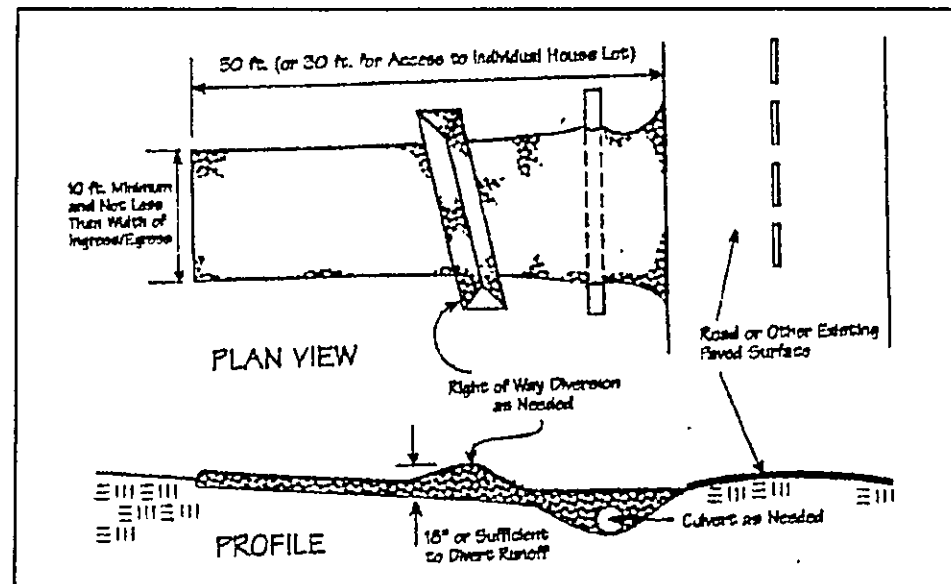 50 ft. (or 30 ft. for Access to Individual House Lot)
10 ft. Minimum
and Not Less
Than Width of
Ingress/Egress
PLAN VIEW
Right of Way Diversion
as Needed
Road or Other Existing
Paved Surface
18" or Sufficient
to Divert Runoff
Culvert as Needed
PROFILE